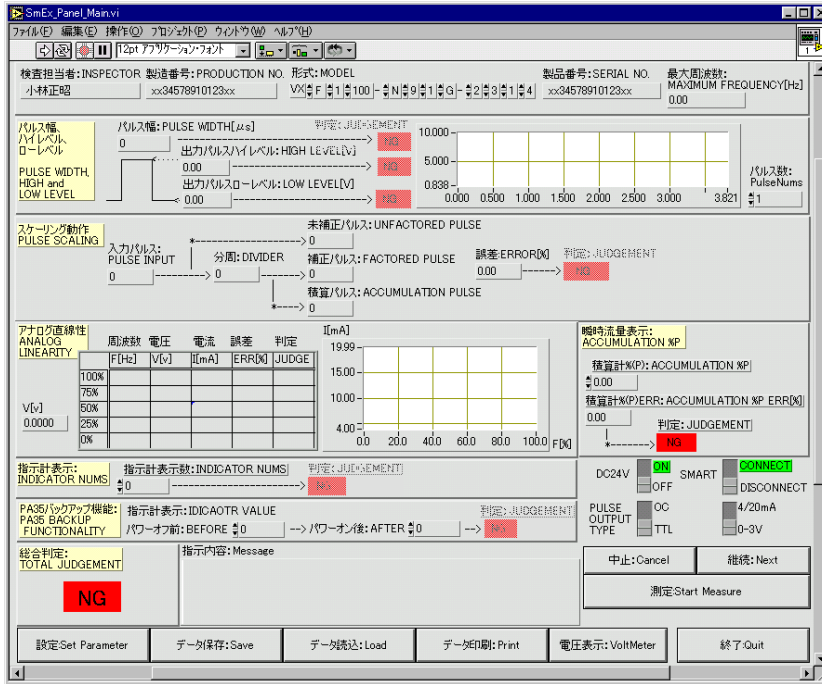 SmEx_Panel_Main.vi
ファイル(F) 編集(E) 操作(O) プロジェクト(P) ウィンドウ(W) ヘルプ(H)
12pt アプリケーション・フォント
検査担当者:INSPECTOR 製造番号:PRODUCTION NO. 形式:MODEL 製品番号:SERIAL NO. 最大周波数:
MAXIMUM FREQUENCY[Hz]
小林正昭 xx34578910123xx VX F 1 100 - N 9 1 G - 2 3 1 4 xx34578910123xx 0.00
パルス幅、
ハイレベル、
ローレベル
PULSE WIDTH,
HIGH and
LOW LEVEL
パルス幅:PULSE WIDTH[μs] 判定:JUDGEMENT
0 NG
出力パルスハイレベル:HIGH LEVEL[V]
0.00 NG
出力パルスローレベル:LOW LEVEL[V]
0.00 NG
10.000
5.000
0.838
0.000 0.500 1.000 1.500 2.000 2.500 3.000 3.821
パルス数:
PulseNums
1
スケーリング動作
PULSE SCALING
入力パルス:
PULSE INPUT
0
分周:DIVIDER
0
未補正パルス:UNFACTORED PULSE
0
補正パルス:FACTORED PULSE
0
積算パルス:ACCUMULATION PULSE
0
誤差:ERROR[%] 判定:JUDGEMENT
0.00 NG
アナログ直線性
ANALOG
LINEARITY
周波数 電圧 電流 誤差 判定
F[Hz] V[v] I[mA] ERR[%] JUDGE
100%
75%
50%
25%
0%
V[v]
0.0000
I[mA]
19.99
15.00
10.00
4.00
0.0 20.0 40.0 60.0 80.0 100.0 F[%]
瞬時流量表示:
ACCUMULATION %P
積算計%(P):ACCUMULATION %P
0.00
積算計%(P)ERR:ACCUMULATION %P ERR[%]
0.00
判定:JUDGEMENT
NG
指示計表示:
INDICATOR NUMS
指示計表示数:INDICATOR NUMS 判定:JUDGEMENT
0 NG
DC24V ON OFF
SMART CONNECT DISCONNECT
PA35バックアップ機能:
PA35 BACKUP
FUNCTIONALITY
指示計表示:IDICAOTR VALUE 判定:JUDGEMENT
パワーオフ前:BEFORE 0 --> パワーオン後:AFTER 0 --> NG
PULSE
OUTPUT
TYPE
OC
TTL
4/20mA
0-3V
総合判定:
TOTAL JUDGEMENT
NG
指示内容:Message
中止:Cancel 継続:Next
測定:Start Measure
設定:Set Parameter データ保存:Save データ読込:Load データ印刷:Print 電圧表示:VoltMeter 終了:Quit